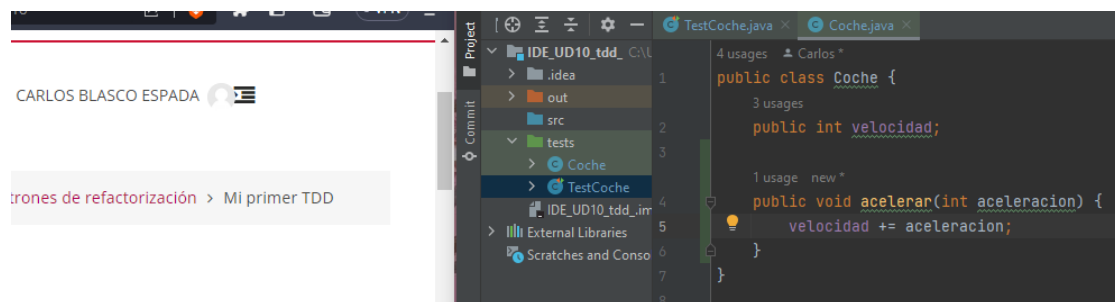 CARLOS BLASCO ESPADA
trones de refactorización > Mi primer TDD
Project
Commit
IDE_UD10_tdd_ C:\U
.idea
out
src
tests
Coche
TestCoche
IDE_UD10_tdd_.im
External Libraries
Scratches and Conso
TestCoche.java
Coche.java
4 usages Carlos *
1 public class Coche {
3 usages
2 public int velocidad;
3
1 usage new *
4 public void acelerar(int aceleracion) {
5 velocidad += aceleracion;
6 }
7 }
8